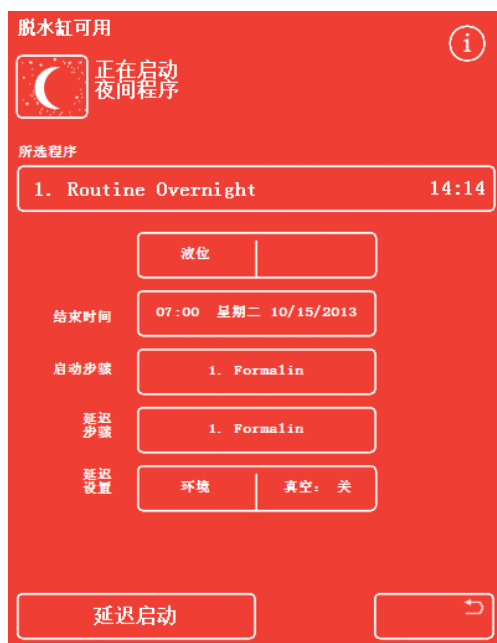 脱水缸可用
i
正在启动
夜间程序
所选程序
1. Routine Overnight 14:14
液位
结束时间 07:00 星期二 10/15/2013
启动步骤 1. Formalin
延迟
步骤 1. Formalin
延迟
设置 环境 真空: 关
延迟启动